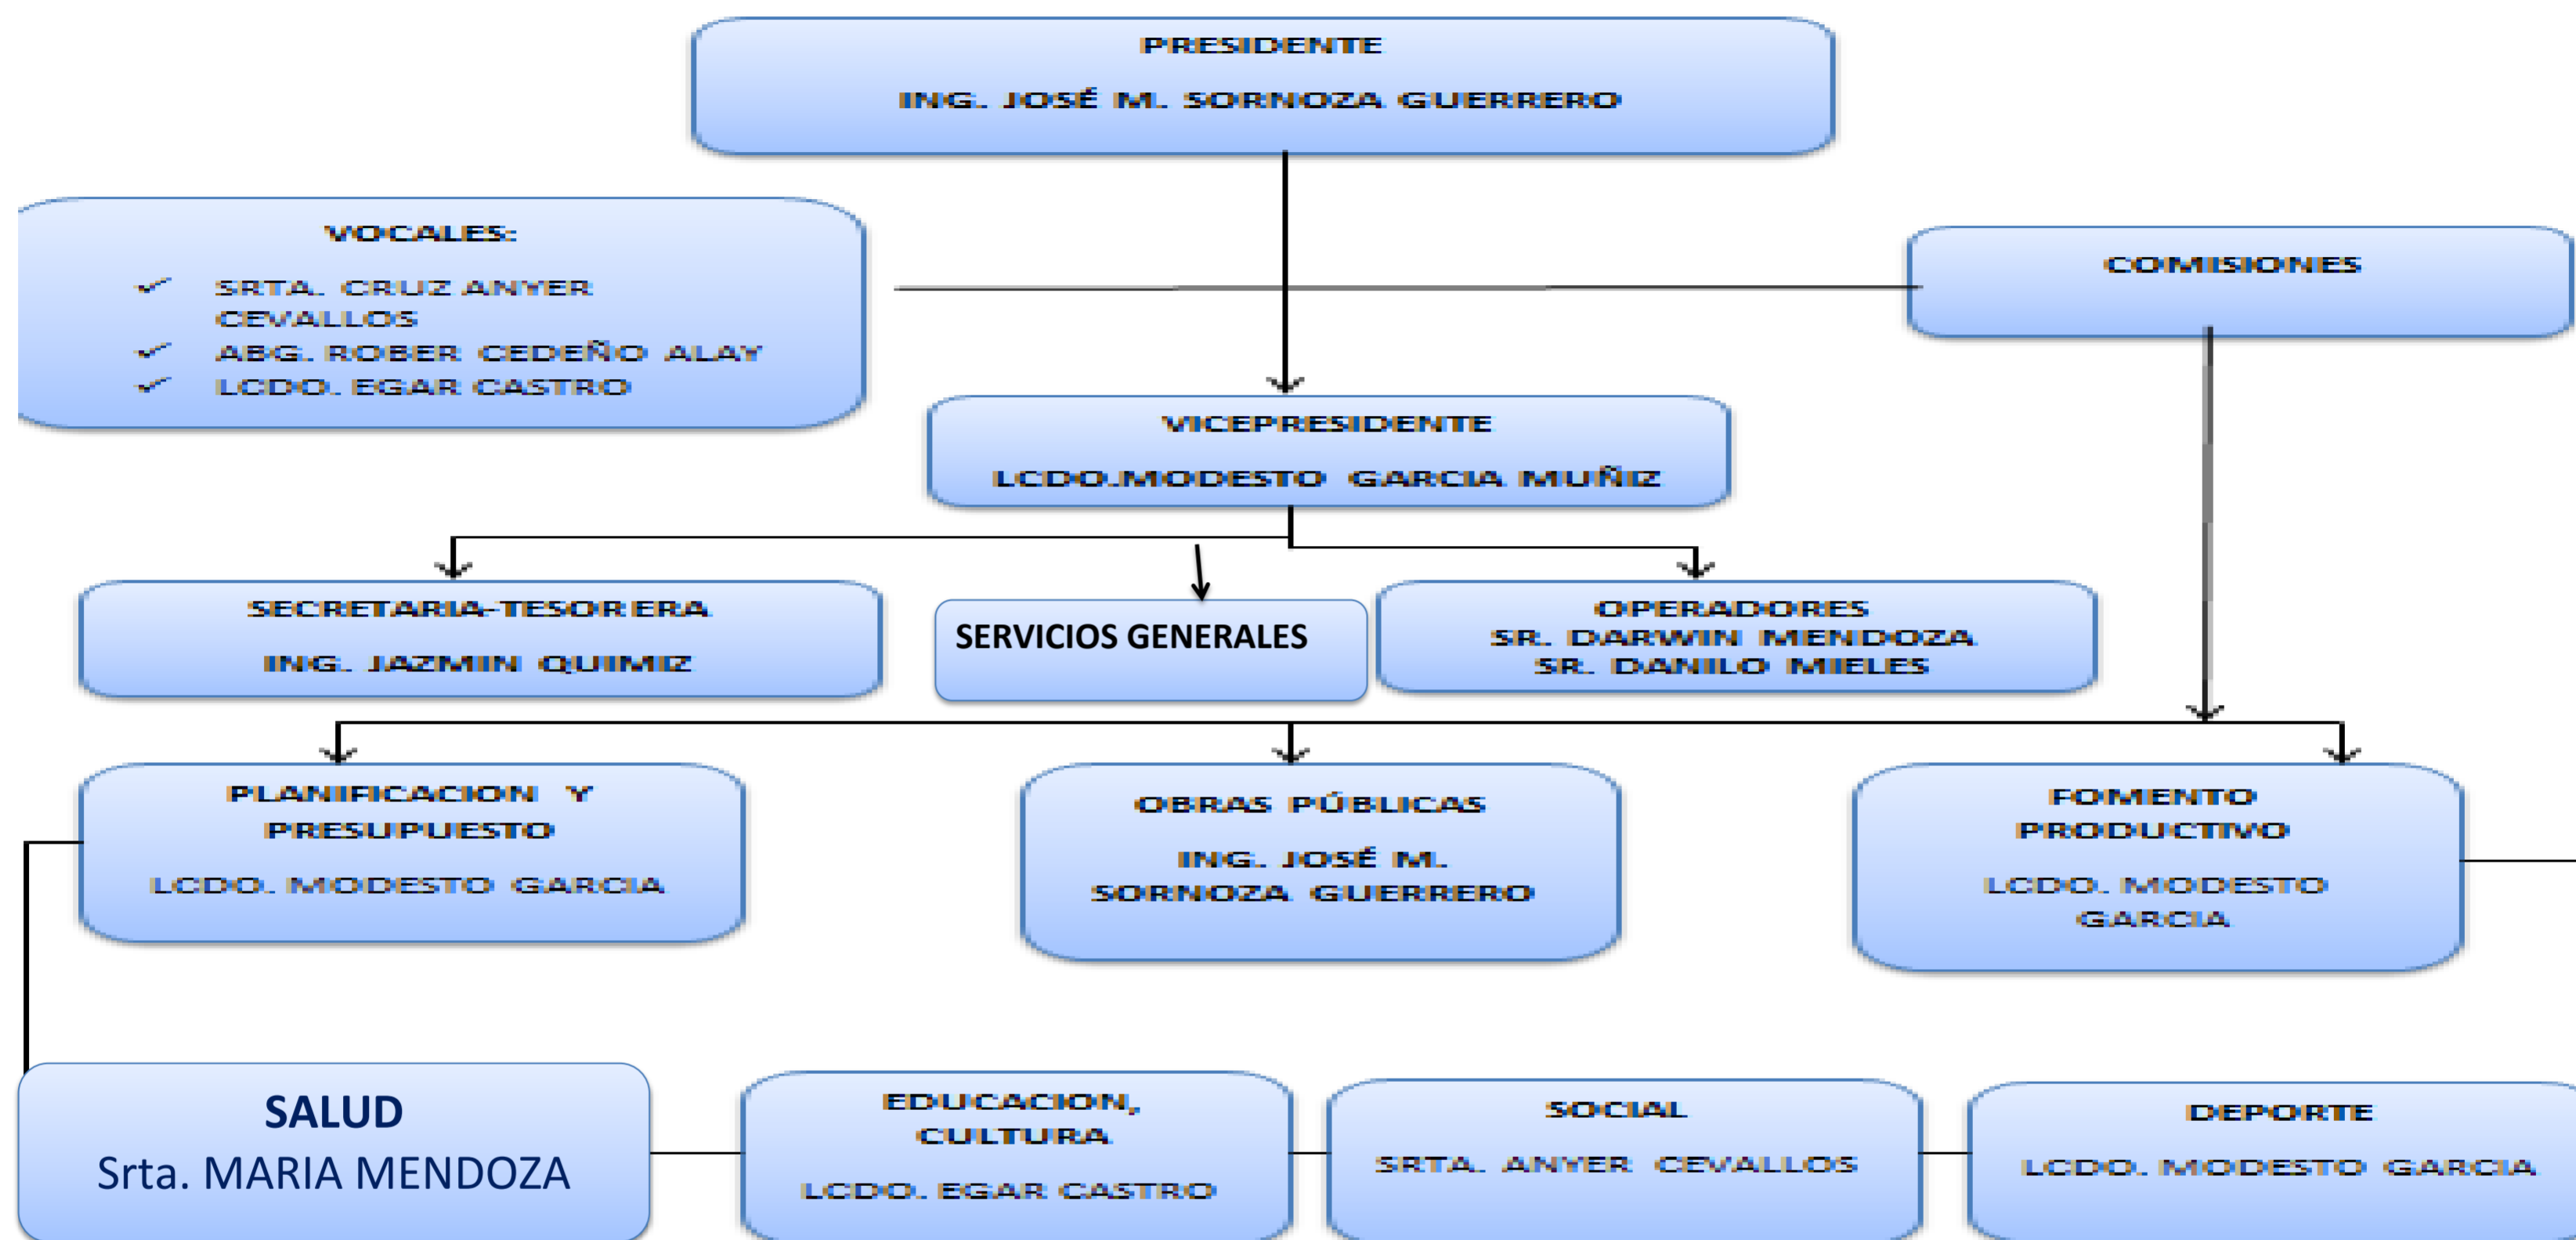 PRESIDENTE
ING. JOSÉ M. SORNOZA GUERRERO
VOCALES:
✓ SRTA. CRUZ ANYER
CEVALLOS
✓ ABG. ROBER CEDEÑO ALAY
✓ LCDO. EGAR CASTRO
COMISIONES
VICEPRESIDENTE
LCDO.MODESTO GARCIA MUÑIZ
SECRETARIA-TESORERA
ING. JAZMIN QUIMIZ
SERVICIOS GENERALES
OPERADORES
SR. DARWIN MENDOZA
SR. DANILO MIELES
PLANIFICACION Y
PRESUPUESTO
LCDO. MODESTO GARCIA
OBRAS PÚBLICAS
ING. JOSÉ M.
SORNOZA GUERRERO
FOMENTO
PRODUCTIVO
LCDO. MODESTO
GARCIA
SALUD
Srta. MARIA MENDOZA
EDUCACION,
CULTURA
LCDO. EGAR CASTRO
SOCIAL
SRTA. ANYER CEVALLOS
DEPORTE
LCDO. MODESTO GARCIA